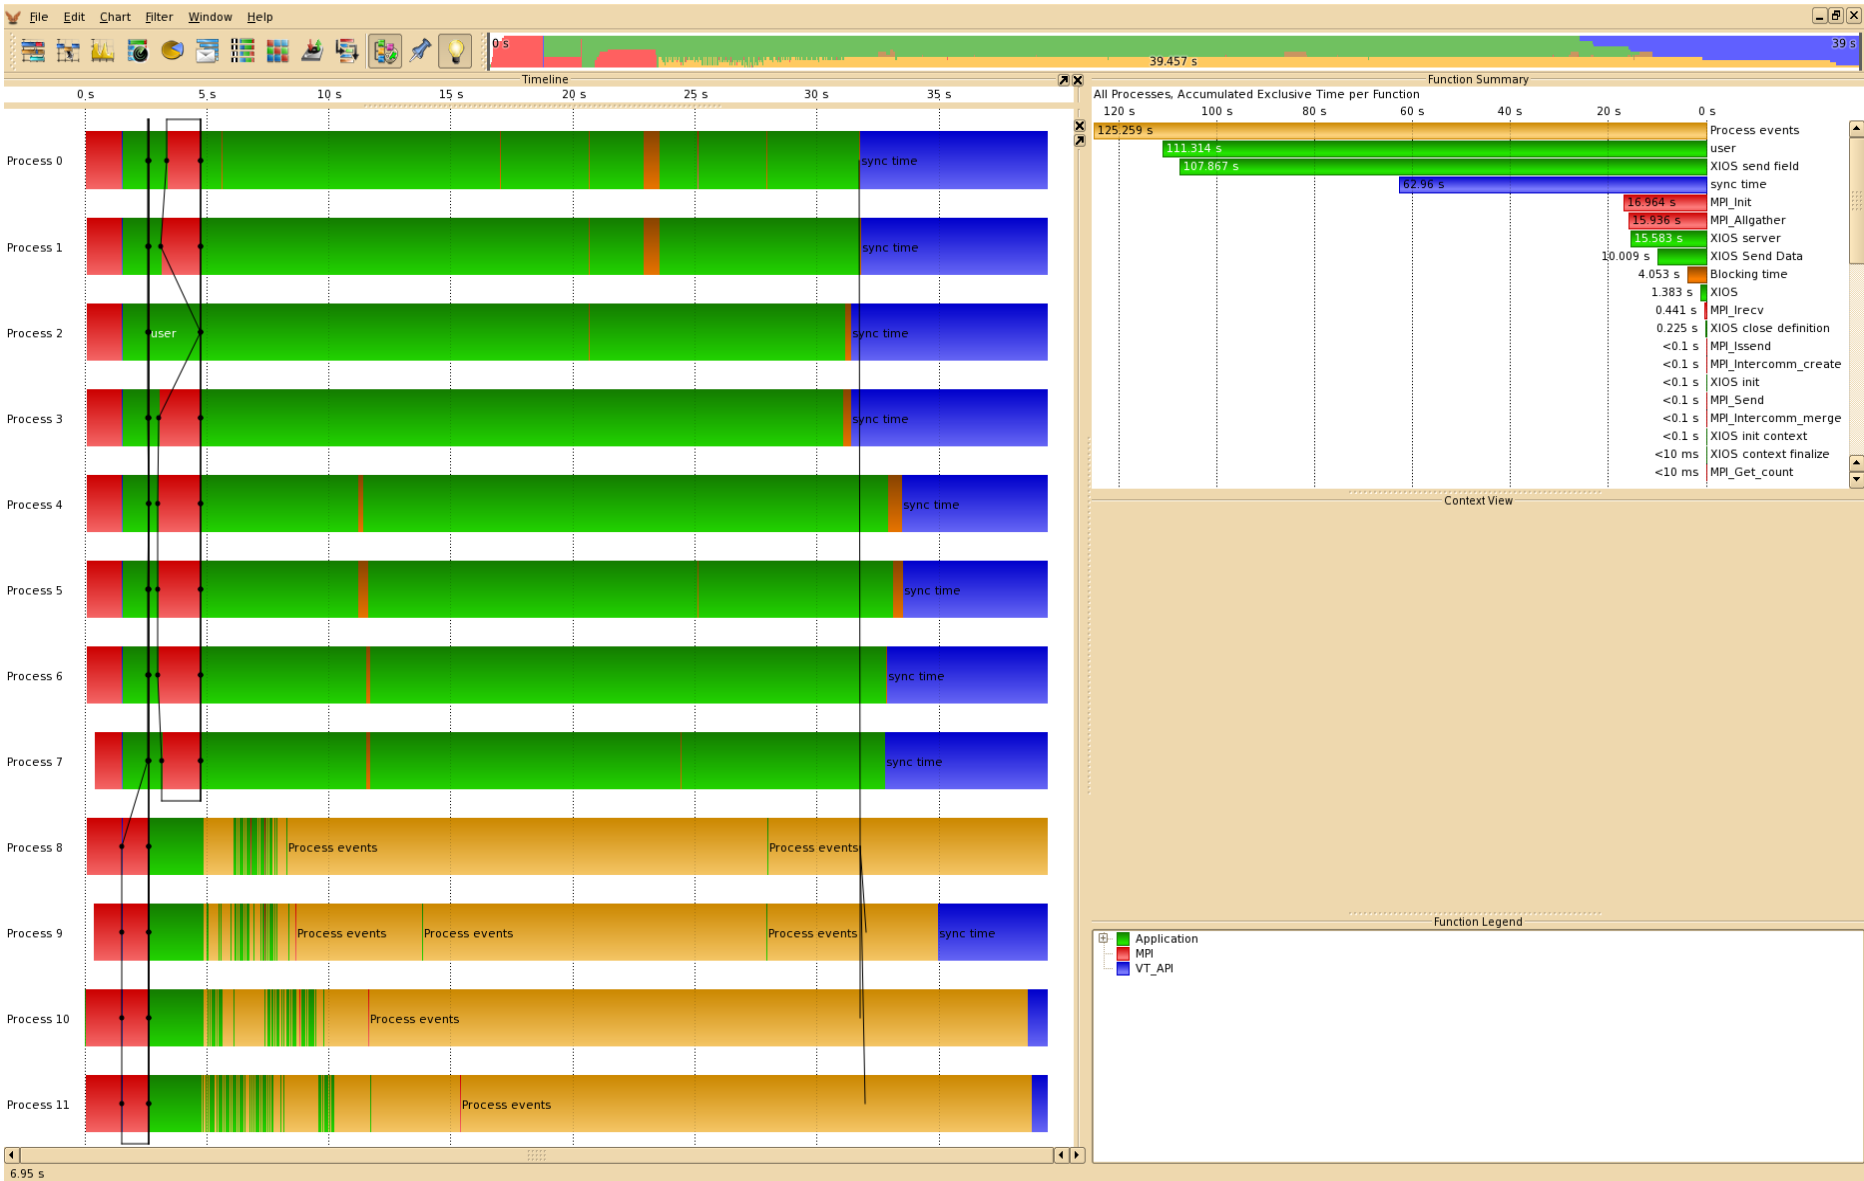 File Edit Chart Filter Window Help
0 s 39 s
39.457 s
Timeline
0 s 5 s 10 s 15 s 20 s 25 s 30 s 35 s
Process 0 sync time
Process 1 sync time
Process 2 user sync time
Process 3 sync time
Process 4 sync time
Process 5 sync time
Process 6 sync time
Process 7 sync time
Process 8 Process events Process events
Process 9 Process events Process events Process events sync time
Process 10 Process events
Process 11 Process events
6.95 s
Function Summary
All Processes, Accumulated Exclusive Time per Function
120 s 100 s 80 s 60 s 40 s 20 s 0 s
125.259 s Process events
111.314 s user
107.867 s XIOS send field
62.96 s sync time
16.964 s MPI_Init
15.936 s MPI_Allgather
15.583 s XIOS server
10.009 s XIOS Send Data
4.053 s Blocking time
1.383 s XIOS
0.441 s MPI_Irecv
0.225 s XIOS close definition
<0.1 s MPI_Issend
<0.1 s MPI_Intercomm_create
<0.1 s XIOS init
<0.1 s MPI_Send
<0.1 s MPI_Intercomm_merge
<0.1 s XIOS init context
<10 ms XIOS context finalize
<10 ms MPI_Get_count
Context View
Function Legend
Application
MPI
VT_API